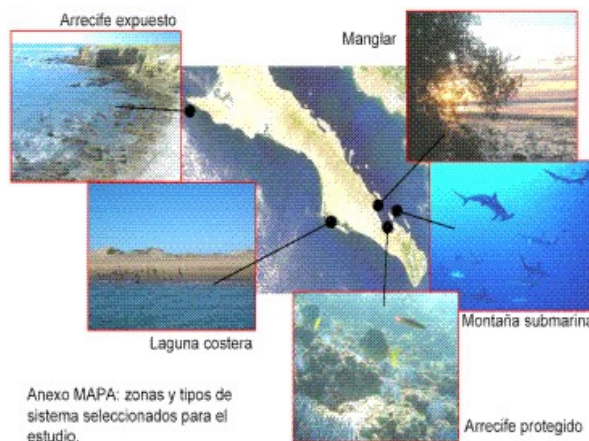 Arrecife expuesto
Manglar
Laguna costera
Montaña submarina
Anexo MAPA: zonas y tipos de
sistema seleccionados para el
estudio.
Arrecife protegido